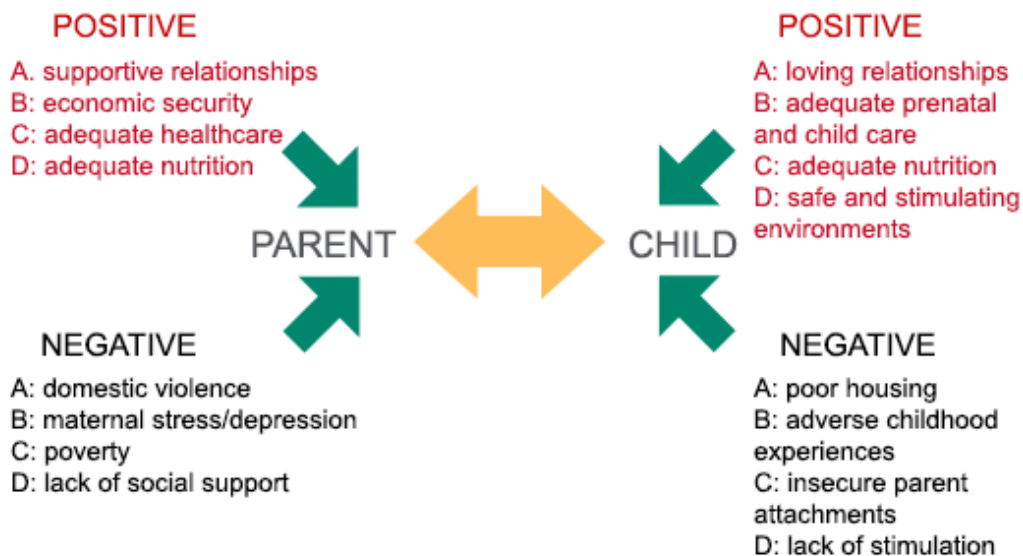 POSITIVE
A. supportive relationships
B: economic security
C: adequate healthcare
D: adequate nutrition
POSITIVE
A: loving relationships
B: adequate prenatal
and child care
C: adequate nutrition
D: safe and stimulating
environments
PARENT
CHILD
NEGATIVE
A: domestic violence
B: maternal stress/depression
C: poverty
D: lack of social support
NEGATIVE
A: poor housing
B: adverse childhood
experiences
C: insecure parent
attachments
D: lack of stimulation